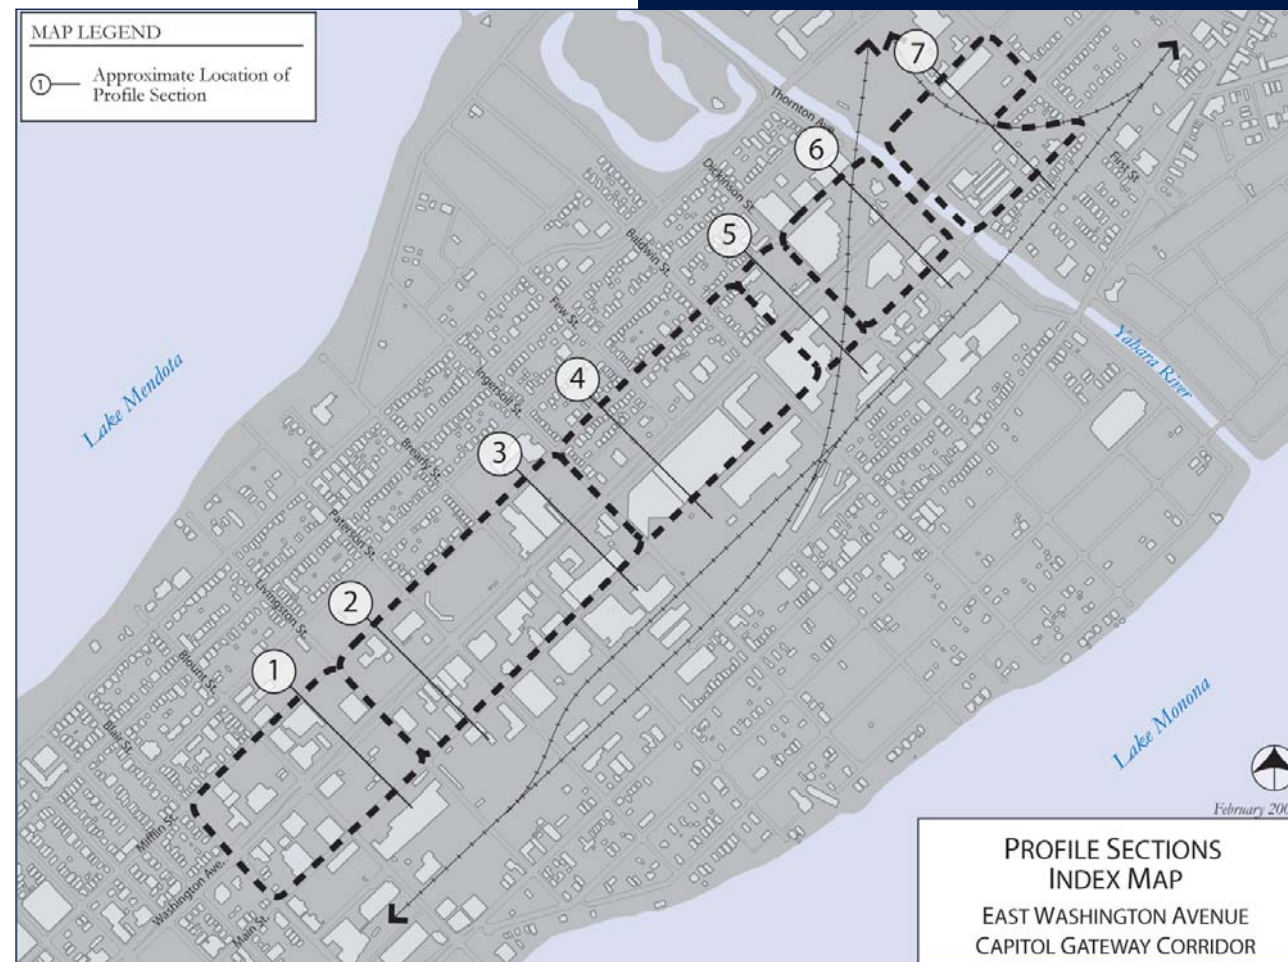 MAP LEGEND
1
Approximate Location of
Profile Section
7
Thornton Ave.
6
First St
Dickinson St.
5
Baldwin St.
Few St.
Yahara River
Lake Mendota
4
Ingersoll St.
3
Brearly St.
Paterson St.
2
Livingston St.
1
Blount St.
Lake Monona
Blair St.
February 200
Mifflin St.
Washington Ave.
Main St.
PROFILE SECTIONS
INDEX MAP
EAST WASHINGTON AVENUE
CAPITOL GATEWAY CORRIDOR